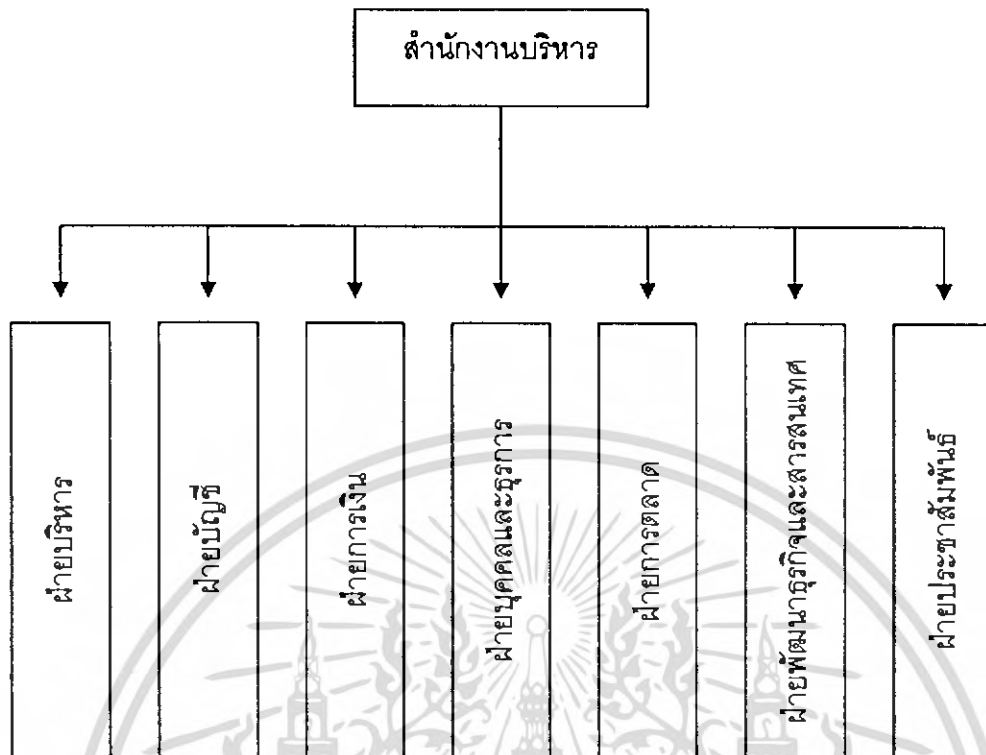 สำนักงานบริหาร
ฝ่ายบริหาร
ฝ่ายบัญชี
ฝ่ายการเงิน
ฝ่ายบุคคลและธุรการ
ฝ่ายการตลาด
ฝ่ายพัฒนาธุรกิจและสารสนเทศ
ฝ่ายประชาสัมพันธ์